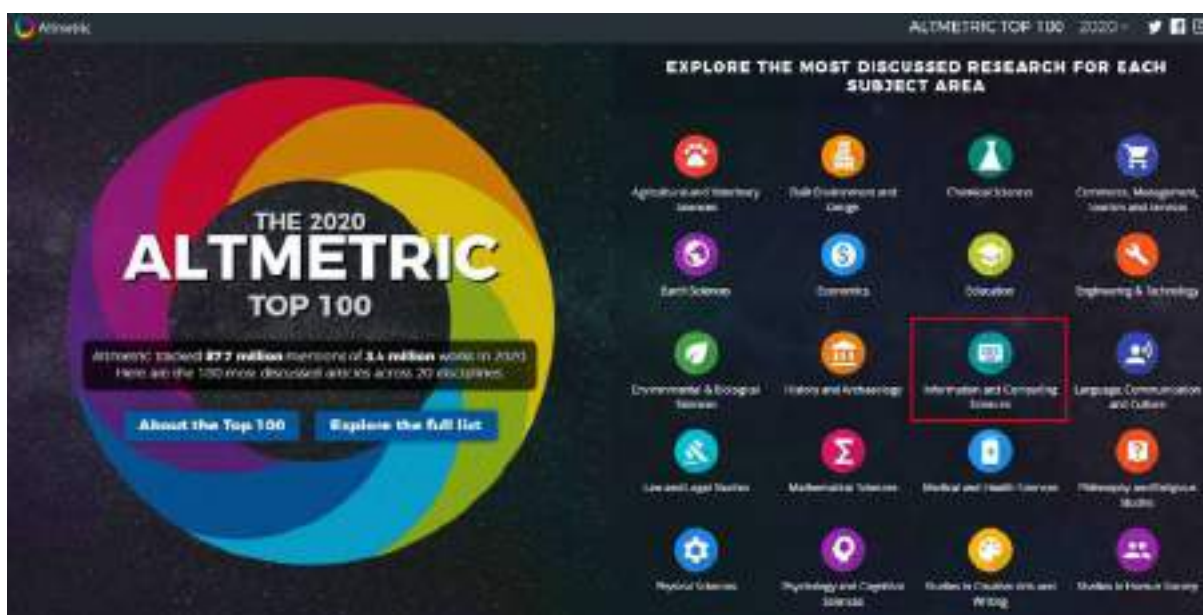 Altmetric
ALTMETRIC TOP 100 2020
EXPLORE THE MOST DISCUSSED RESEARCH FOR EACH
SUBJECT AREA
THE 2020
ALTMETRIC
TOP 100
Altmetric tracked 87.7 million mentions of 3.4 million works in 2020.
Here are the 100 most discussed articles across 20 disciplines.
About the Top 100
Explore the full list
Agricultural and Veterinary
Sciences
Built Environment and
Design
Chemical Sciences
Commerce, Management,
Tourism and Services
Earth Sciences
Economics
Education
Engineering & Technology
Environmental & Biological
Sciences
History and Archaeology
Information and Computing
Sciences
Language, Communication
and Culture
Law and Legal Studies
Mathematical Sciences
Medical and Health Sciences
Philosophy and Religious
Studies
Physical Sciences
Psychology and Cognitive
Sciences
Studies in Creative Arts and
Writing
Studies in Human Society